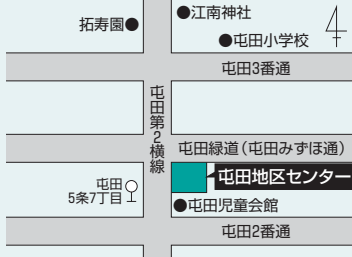 江南神社
拓寿園
屯田小学校
屯田3番通
屯田第2横線
屯田緑道(屯田みずほ通)
屯田地区センター
屯田
5条7丁目
屯田児童会館
屯田2番通